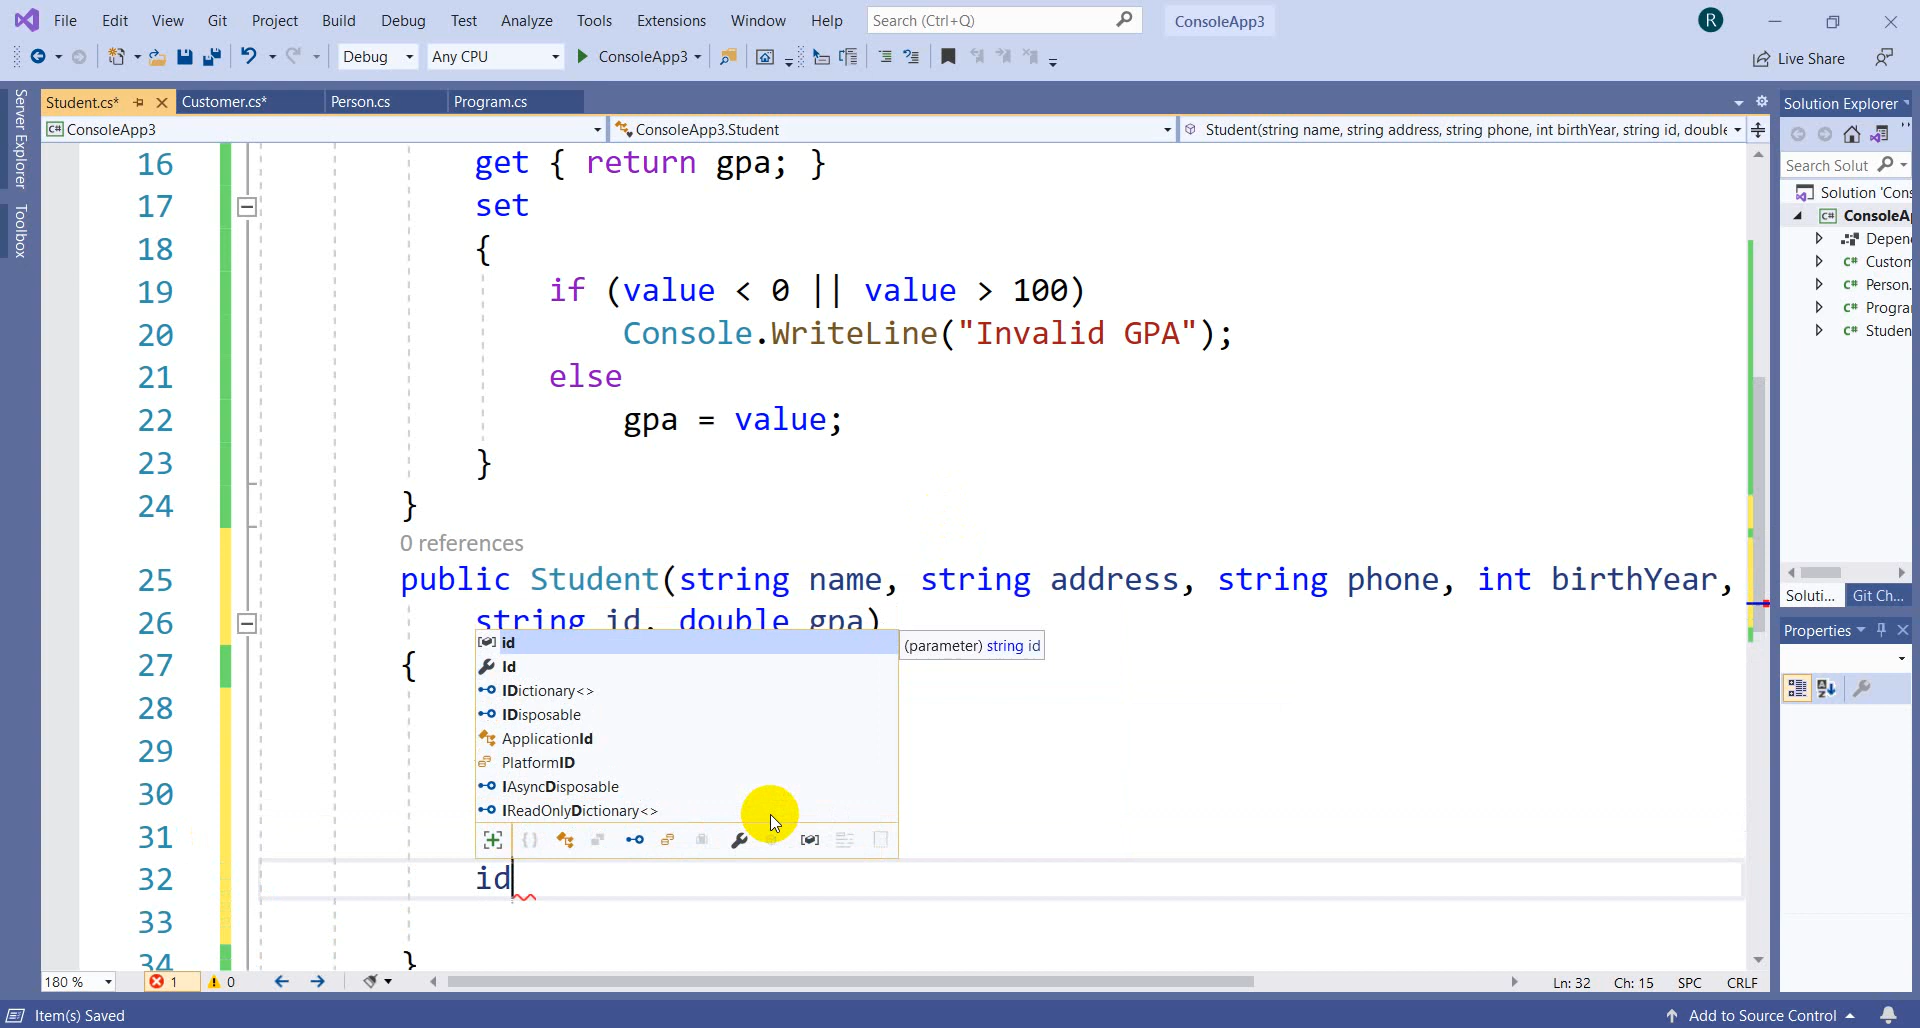 File Edit View Git Project Build Debug Test Analyze Tools Extensions Window Help Search (Ctrl+Q) ConsoleApp3 R
Debug Any CPU ConsoleApp3 Live Share
Server Explorer
Toolbox
Student.cs* Customer.cs* Person.cs Program.cs
C# ConsoleApp3 ConsoleApp3.Student Student(string name, string address, string phone, int birthYear, string id, double
16 get { return gpa; }
17 set
18 {
19 if (value < 0 || value > 100)
20 Console.WriteLine("Invalid GPA");
21 else
22 gpa = value;
23 }
24 }
0 references
25 public Student(string name, string address, string phone, int birthYear,
26 string id, double gpa)
27 {
28
29
30
31
32 id
33
34 }
id
Id
IDictionary<>
IDisposable
ApplicationId
PlatformID
IAsyncDisposable
IReadOnlyDictionary<>
(parameter) string id
180 % 1 0 Ln: 32 Ch: 15 SPC CRLF
Solution Explorer
Search Solut
Solution 'Cons
C# ConsoleA
Depen
C# Custom
C# Person.
C# Progra
C# Studen
Soluti... Git Ch...
Properties
Item(s) Saved Add to Source Control